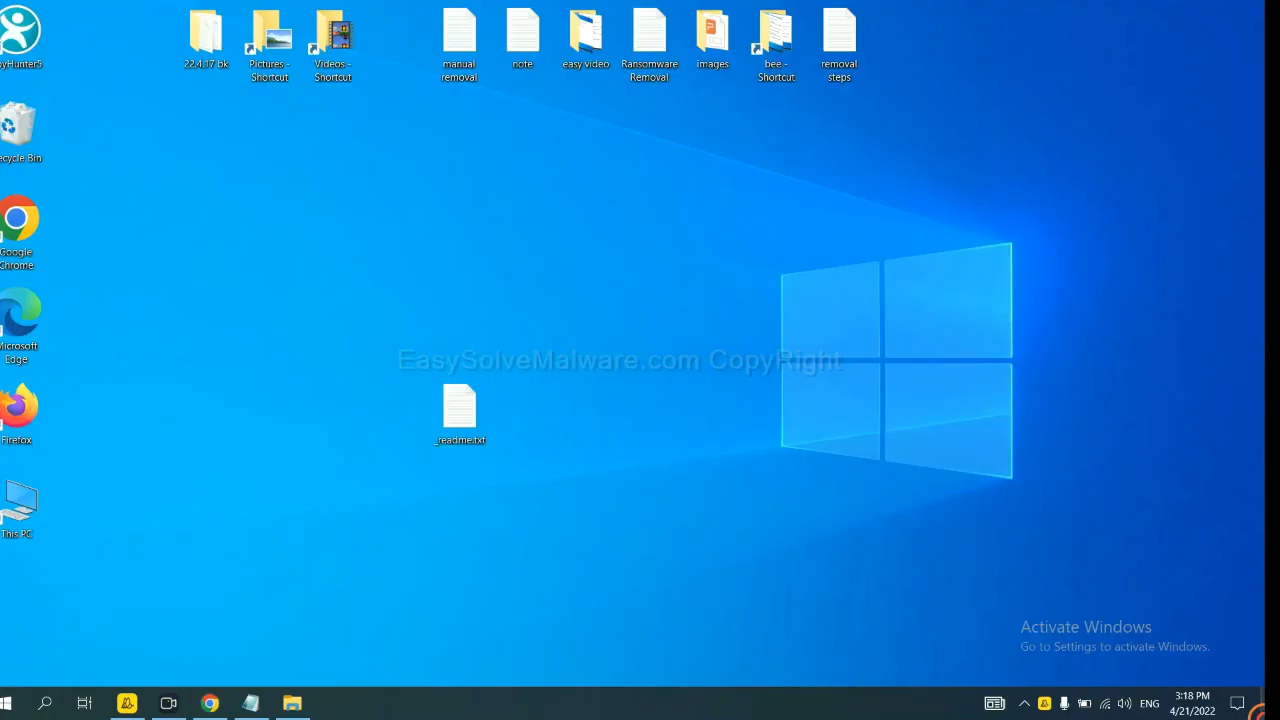 22.4.17 bk
Pictures -
Shortcut
Videos -
Shortcut
manual
removal
note
easy video
Ransomware
Removal
images
bee -
Shortcut
removal
steps
pyHunter5
ecycle Bin
Google
Chrome
Microsoft
Edge
Firefox
This PC
EasySolveMalware.com CopyRight
_readme.txt
Activate Windows
Go to Settings to activate Windows.
ENG
3:18 PM
4/21/2022